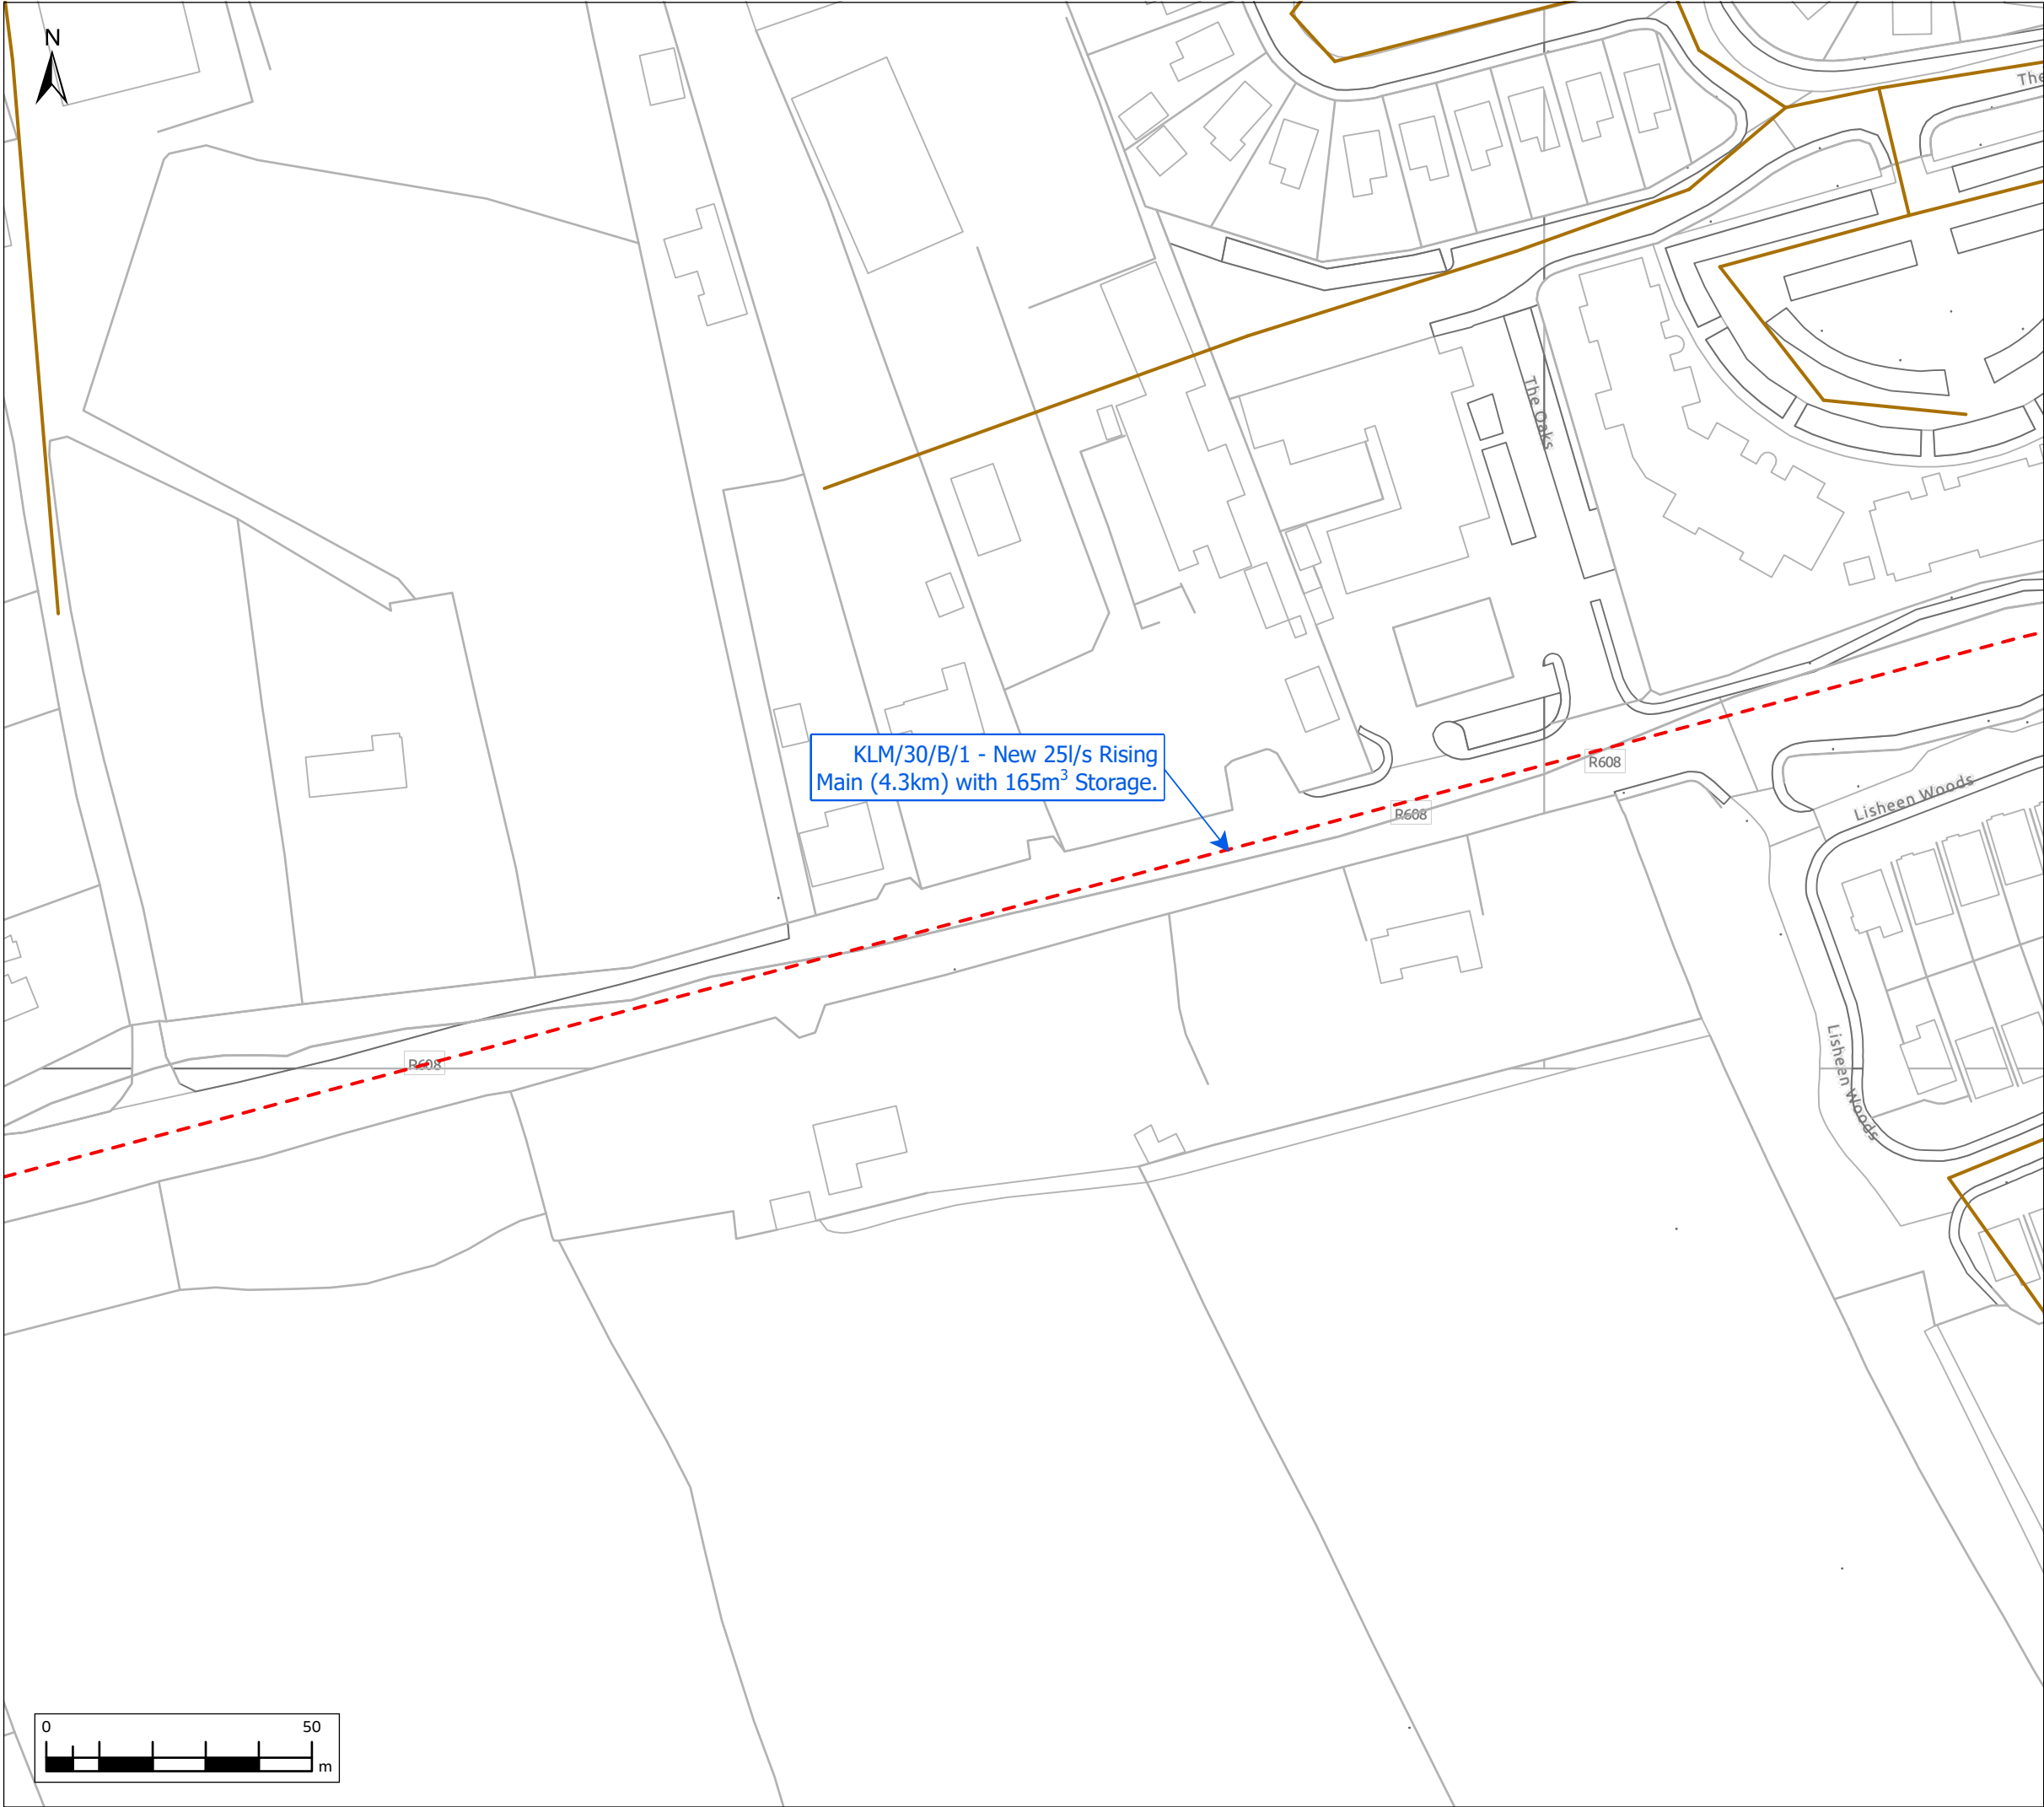 N
The
The Oaks
KLM/30/B/1 - New 25l/s Rising
Main (4.3km) with 165m³ Storage.
R608
R608
Lisheen Woods
R608
Lisheen Woods
0 50
m